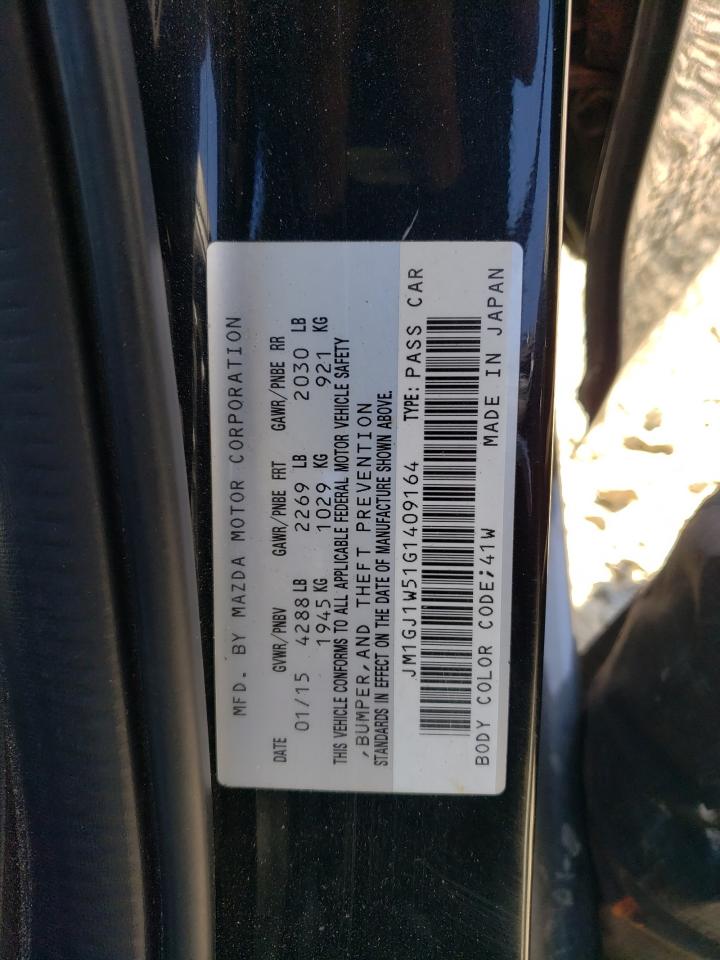 MFD. BY MAZDA MOTOR CORPORATION
DATE GVWR/PNBV GAWR/PNBE FRT GAWR/PNBE RR
01/15 4288 LB 2269 LB 2030 LB
1945 KG 1029 KG 921 KG
THIS VEHICLE CONFORMS TO ALL APPLICABLE FEDERAL MOTOR VEHICLE SAFETY
,BUMPER,AND THEFT PREVENTION
STANDARDS IN EFFECT ON THE DATE OF MANUFACTURE SHOWN ABOVE.
JM1GJ1W51G1409164 TYPE: PASS CAR
BODY COLOR CODE;41W MADE IN JAPAN